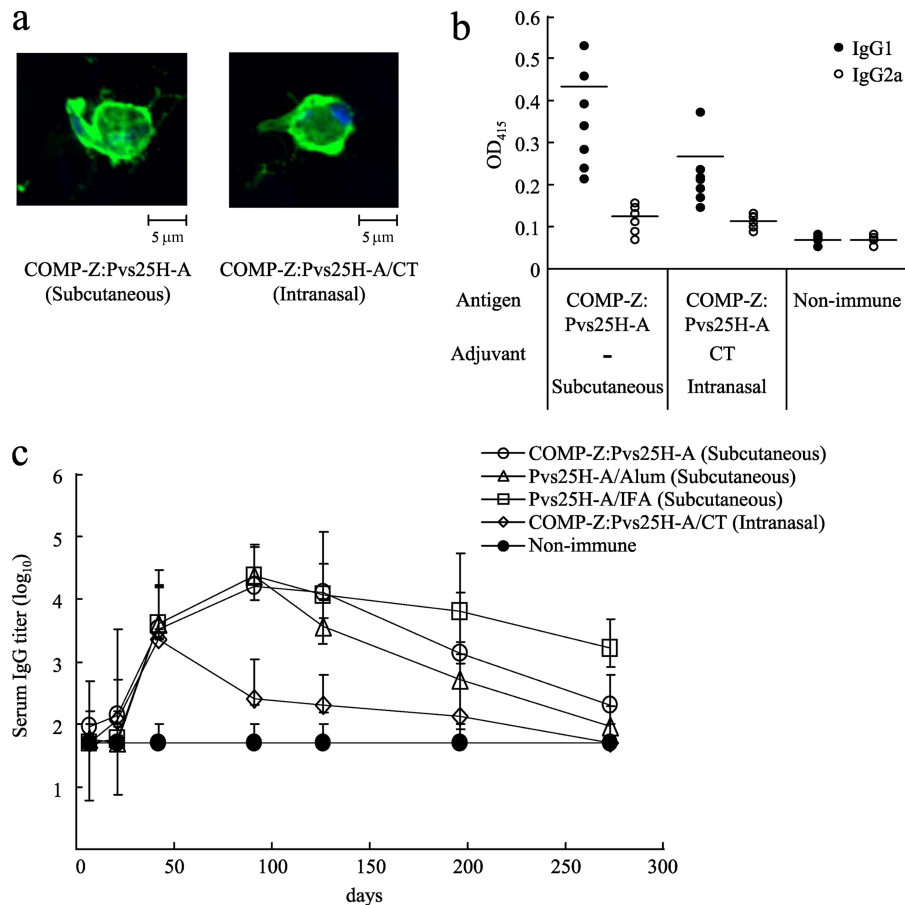 a
5 µm
5 µm
COMP-Z:Pvs25H-A
(Subcutaneous)
COMP-Z:Pvs25H-A/CT
(Intranasal)
b
0.6
0.5
0.4
0.3
0.2
0.1
0
OD415
IgG1
IgG2a
Antigen
COMP-Z:
Pvs25H-A
COMP-Z:
Pvs25H-A
Non-immune
Adjuvant
-
CT
Subcutaneous
Intranasal
c
COMP-Z:Pvs25H-A (Subcutaneous)
Pvs25H-A/Alum (Subcutaneous)
Pvs25H-A/IFA (Subcutaneous)
COMP-Z:Pvs25H-A/CT (Intranasal)
Non-immune
6
5
4
3
2
1
Serum IgG titer (log10)
0 50 100 150 200 250 300
days